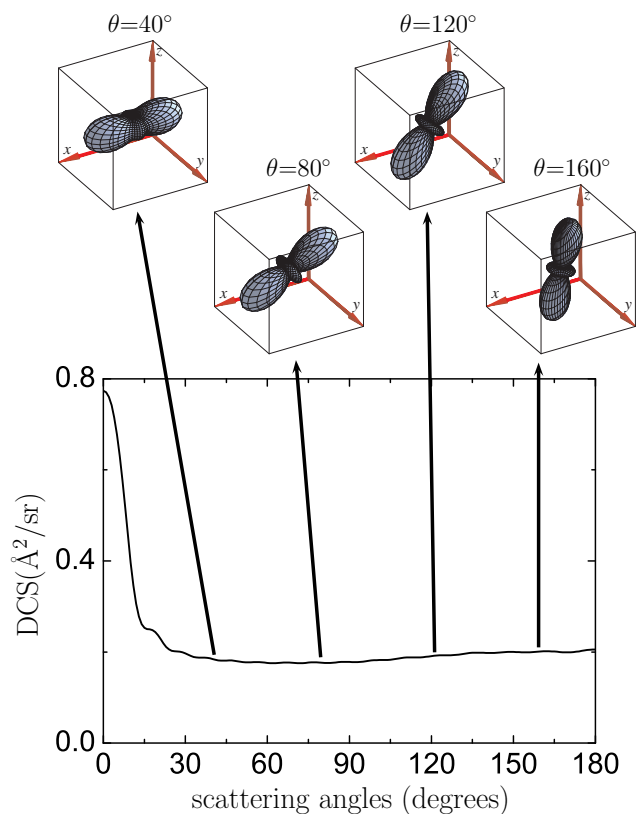 θ=40°
θ=120°
z
x
y
θ=80°
z
x
y
z
x
y
θ=160°
z
x
y
0.8
0.4
0.0
DCS(Å²/sr)
0 30 60 90 120 150 180
scattering angles (degrees)